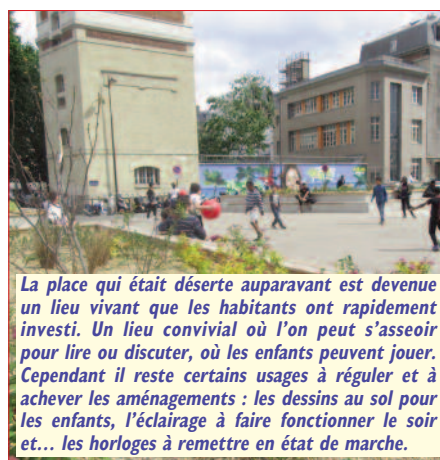 La place qui était déserte auparavant est devenue
un lieu vivant que les habitants ont rapidement
investi. Un lieu convivial où l'on peut s'asseoir
pour lire ou discuter, où les enfants peuvent jouer.
Cependant il reste certains usages à réguler et à
achever les aménagements : les dessins au sol pour
les enfants, l'éclairage à faire fonctionner le soir
et… les horloges à remettre en état de marche.